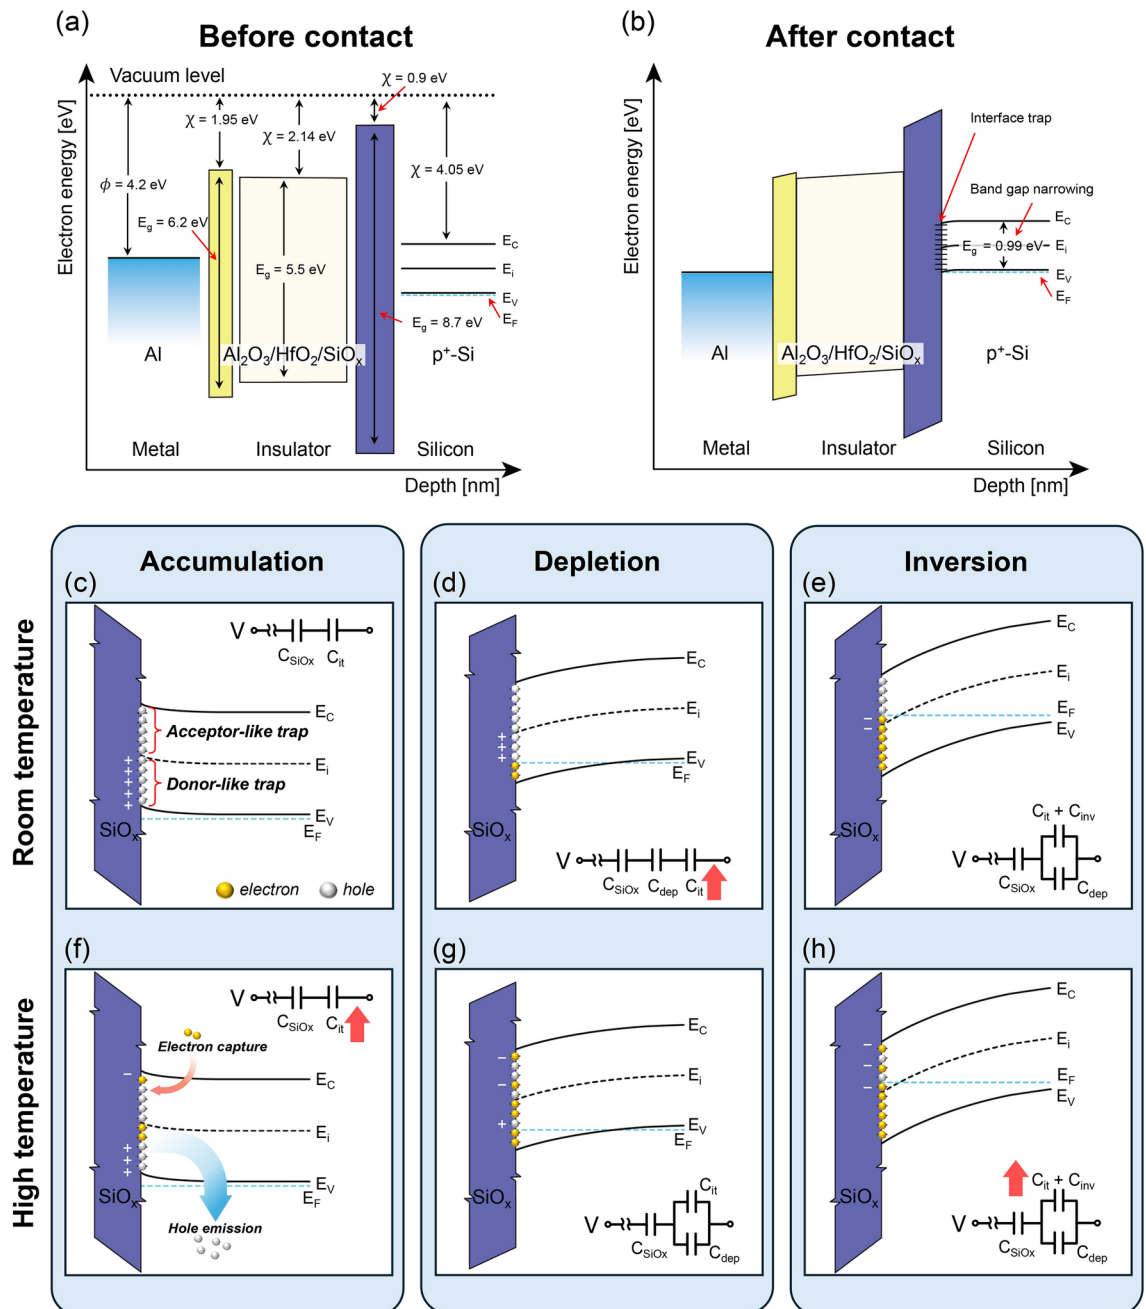 (a)
Before contact
Vacuum level
χ = 0.9 eV
χ = 1.95 eV
χ = 2.14 eV
χ = 4.05 eV
ϕ = 4.2 eV
E_g = 6.2 eV
E_g = 5.5 eV
E_g = 8.7 eV
E_C
E_i
E_V
E_F
Al
Al₂O₃/HfO₂/SiOₓ
p⁺-Si
Metal
Insulator
Silicon
Electron energy [eV]
Depth [nm]
(b)
After contact
Interface trap
Band gap narrowing
E_C
E_g = 0.99 eV
E_i
E_V
E_F
Al
Al₂O₃/HfO₂/SiOₓ
p⁺-Si
Metal
Insulator
Silicon
Electron energy [eV]
Depth [nm]
Accumulation
Depletion
Inversion
Room temperature
(c)
V
C_SiOx
C_it
E_C
Acceptor-like trap
E_i
Donor-like trap
+
+
+
+
+
E_V
E_F
SiOₓ
electron
hole
(d)
E_C
E_i
+
+
+
E_V
E_F
SiOₓ
V
C_SiOx
C_dep
C_it
(e)
E_C
E_i
E_F
E_V
−
−
SiOₓ
C_it + C_inv
V
C_SiOx
C_dep
High temperature
(f)
V
C_SiOx
C_it
Electron capture
−
E_C
E_i
+
+
+
E_V
E_F
SiOₓ
Hole emission
(g)
E_C
−
−
E_i
+
E_V
E_F
SiOₓ
C_it
V
C_SiOx
C_dep
(h)
E_C
−
E_i
−
−
E_F
E_V
SiOₓ
C_it + C_inv
V
C_SiOx
C_dep